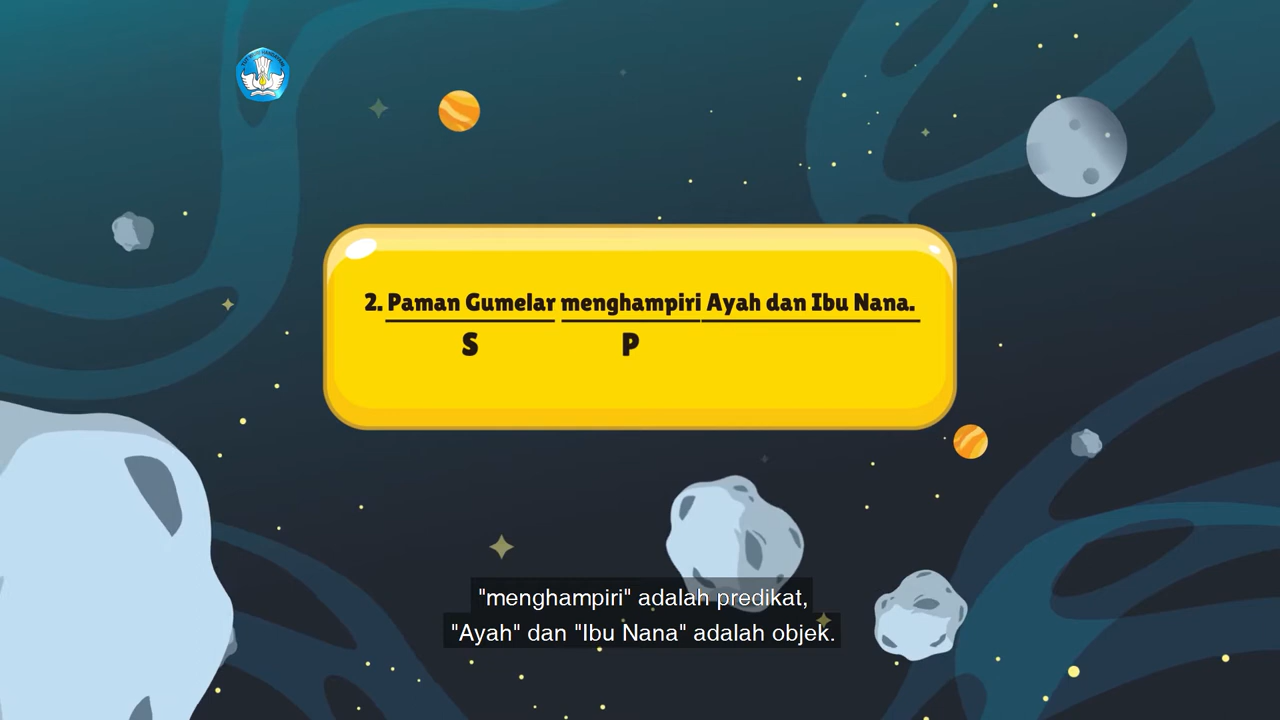 2. Paman Gumelar menghampiri Ayah dan Ibu Nana.
S P
"menghampiri" adalah predikat,
"Ayah" dan "Ibu Nana" adalah objek.